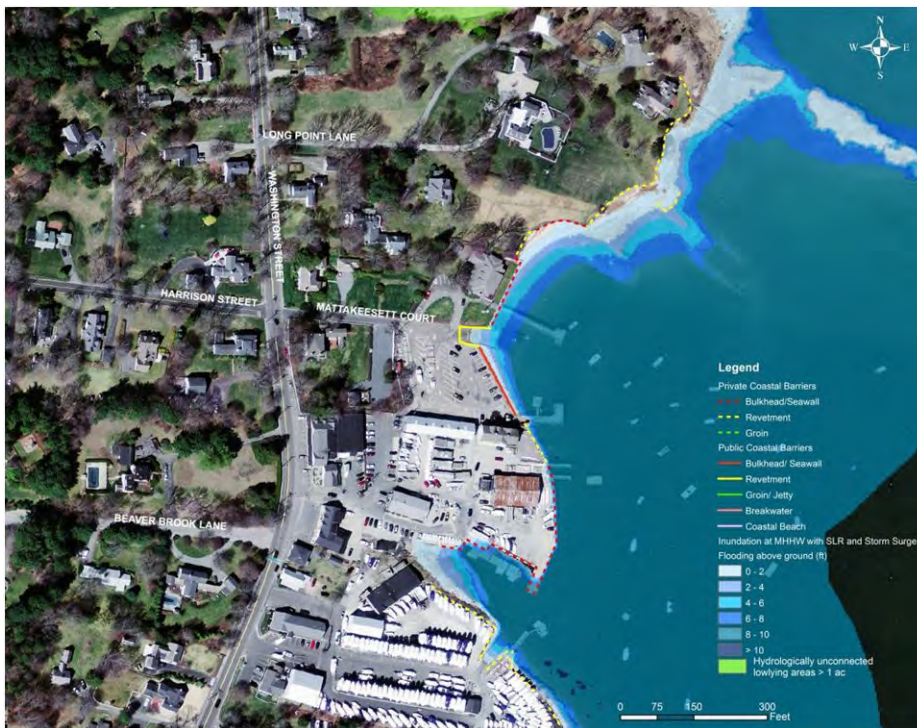 N
W E
S
LONG POINT LANE
WASHINGTON STREET
HARRISON STREET
MATTAKEESETT COURT
BEAVER BROOK LANE
Legend
Private Coastal Barriers
Bulkhead/Seawall
Revetment
Groin
Public Coastal Barriers
Bulkhead/ Seawall
Revetment
Groin/ Jetty
Breakwater
Coastal Beach
Inundation at MHHW with SLR and Storm Surge
Flooding above ground (ft)
0 - 2
2 - 4
4 - 6
6 - 8
8 - 10
> 10
Hydrologically unconnected
lowlying areas > 1 ac
0 75 150 300
Feet